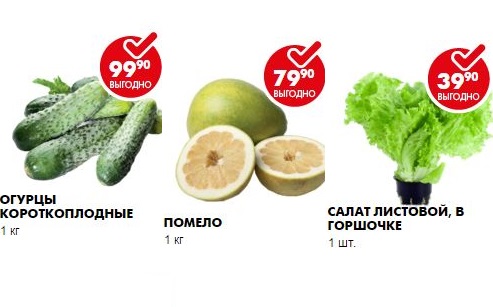 99⁹⁰
ВЫГОДНО
ОГУРЦЫ
КОРОТКОПЛОДНЫЕ
1 кг
79⁹⁰
ВЫГОДНО
ПОМЕЛО
1 кг
39⁹⁰
ВЫГОДНО
САЛАТ ЛИСТОВОЙ, В
ГОРШОЧКЕ
1 шт.